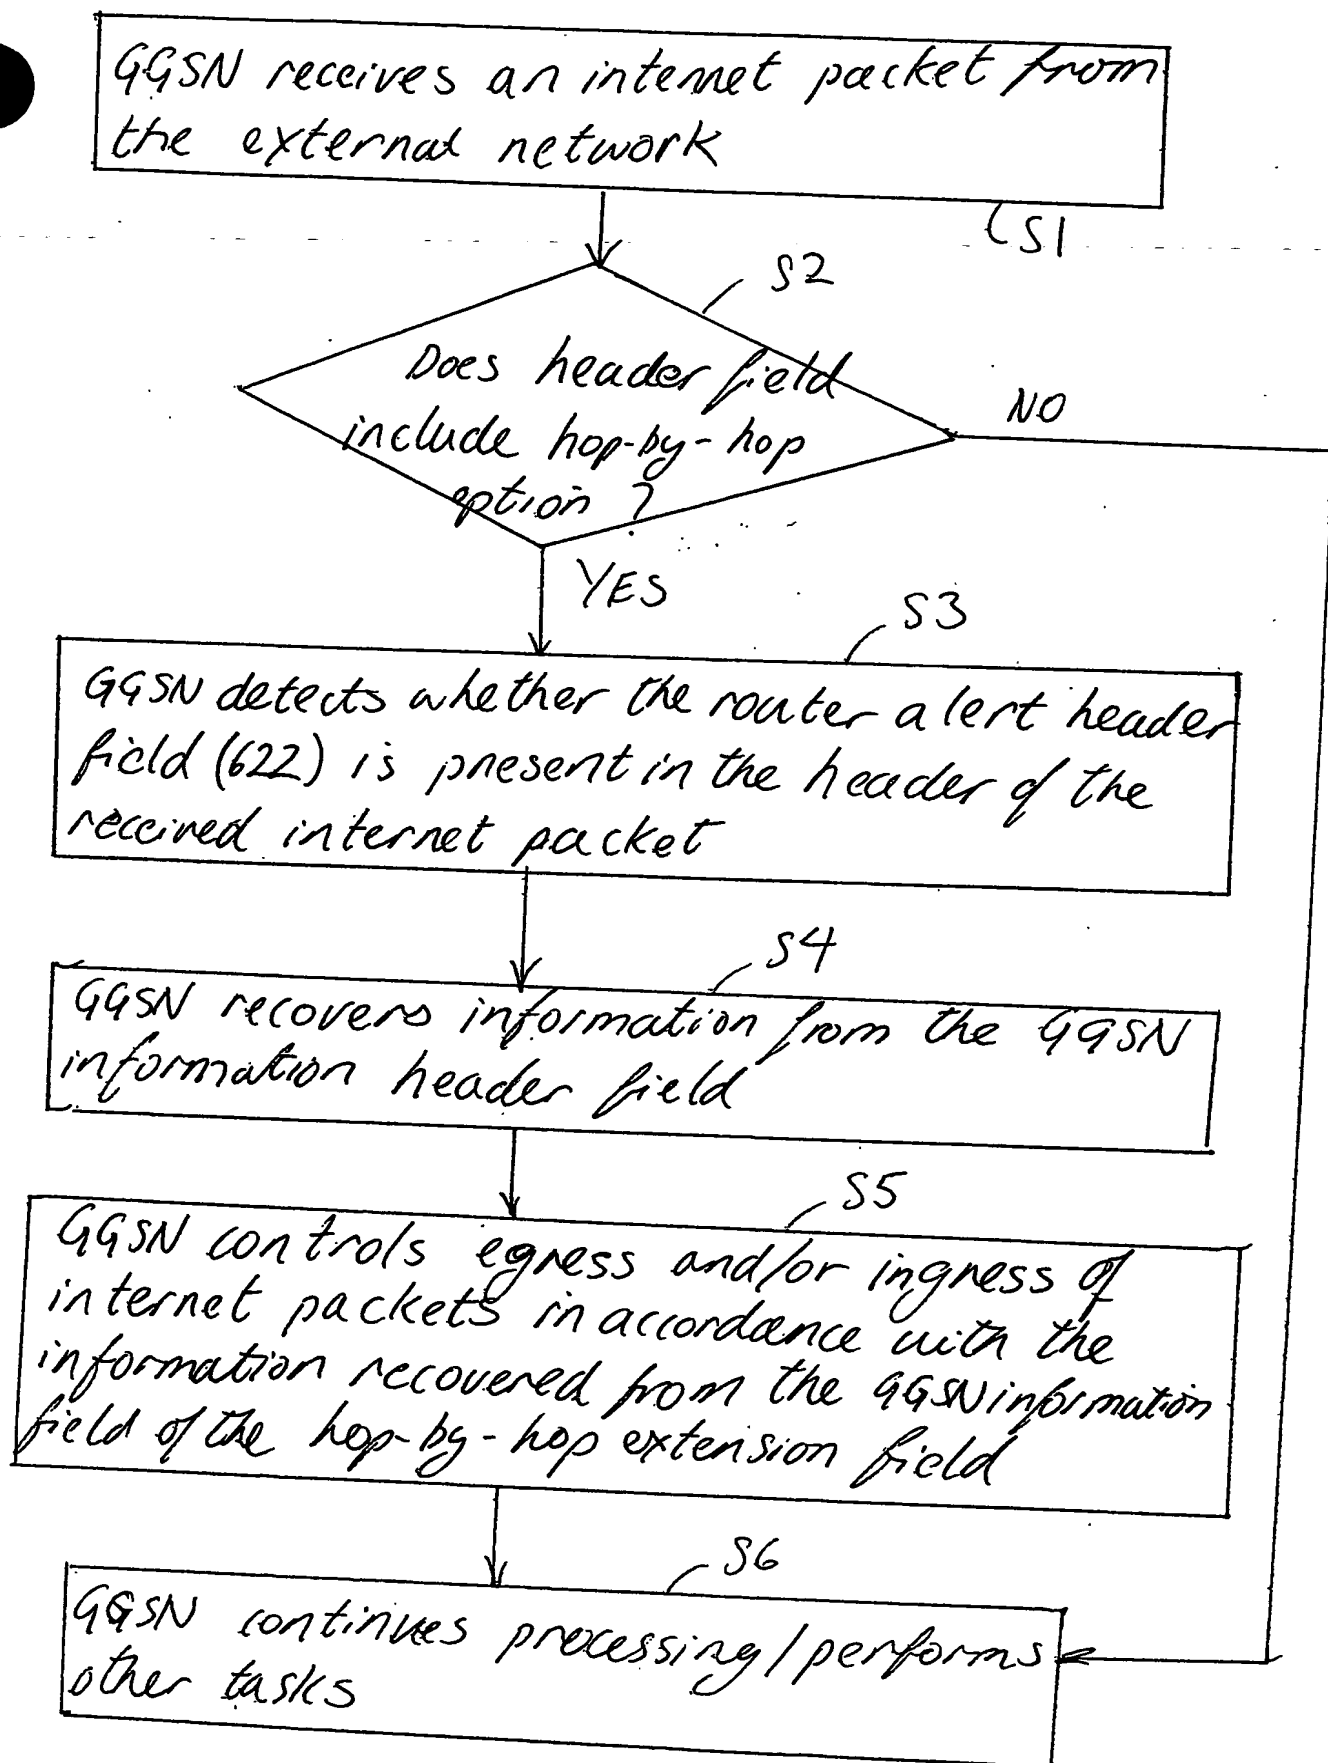 GGSN receives an internet packet from
the external network
S1
S2
Does header field
include hop-by-hop
option ?
NO
YES
S3
GGSN detects whether the router alert header
field (622) is present in the header of the
received internet packet
S4
GGSN recovers information from the GGSN
information header field
S5
GGSN controls egress and/or ingress of
internet packets in accordance with the
information recovered from the GGSN information
field of the hop-by-hop extension field
S6
GGSN continues processing/performs
other tasks